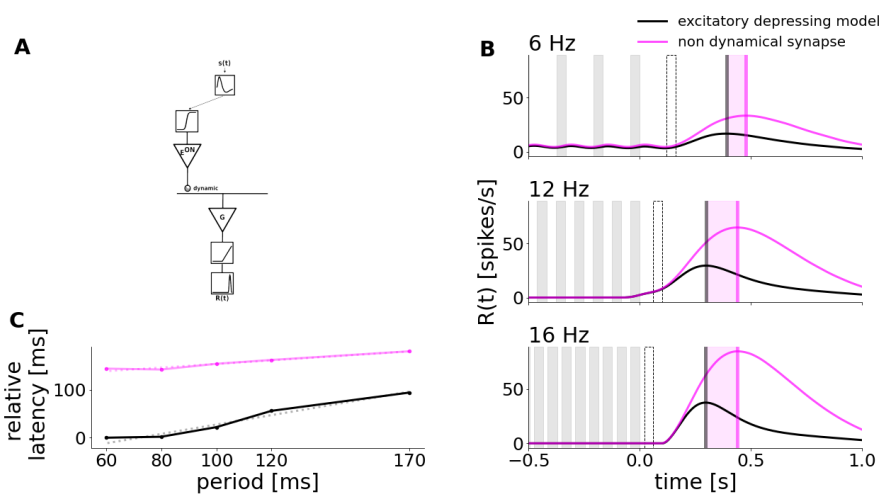 A
s(t)
E ON
dynamic
G
R(t)
B
excitatory depressing model
non dynamical synapse
6 Hz
50
0
12 Hz
50
0
16 Hz
50
0
R(t) [spikes/s]
−0.5 0.0 0.5 1.0
time [s]
C
relative
latency [ms]
100
0
60 80 100 120 170
period [ms]